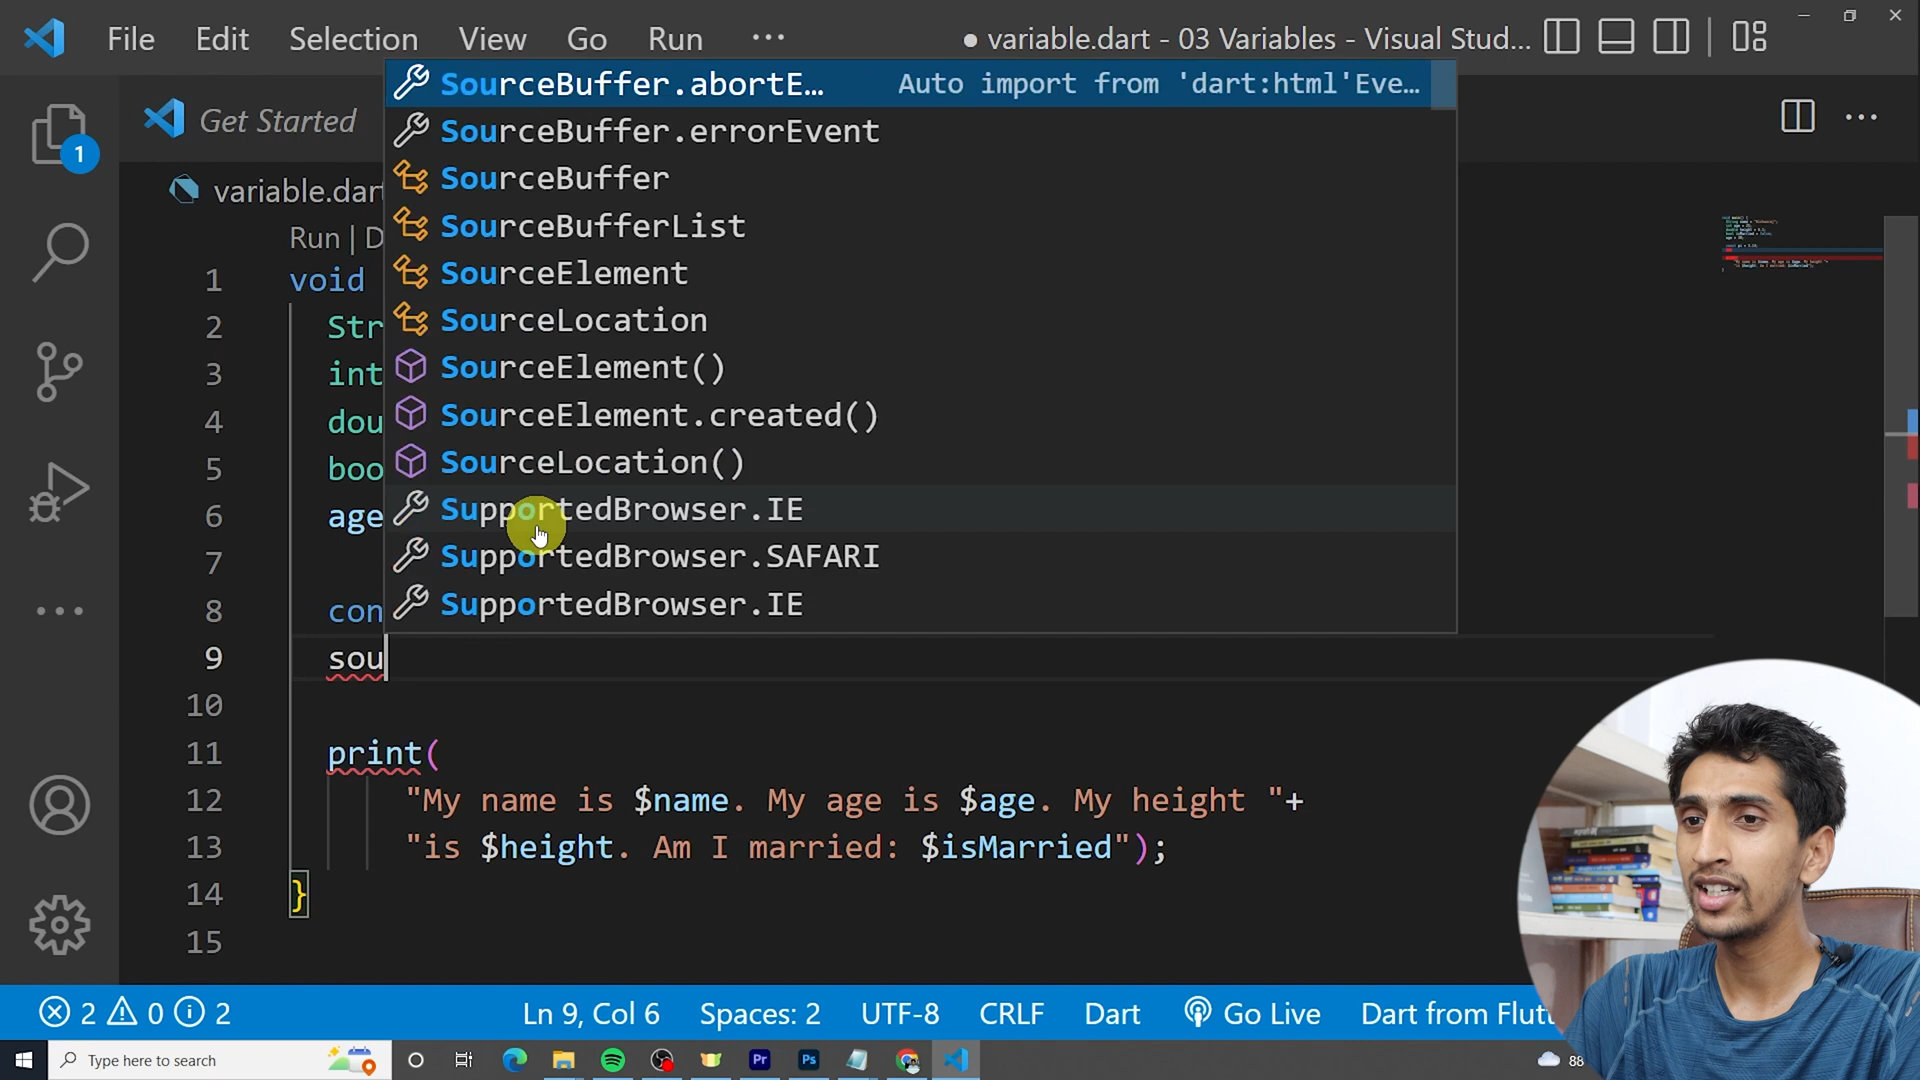 File Edit Selection View Go Run ··· ● variable.dart - 03 Variables - Visual Stud...
SourceBuffer.abortE... Auto import from 'dart:html'Eve...
1 Get Started ···
SourceBuffer.errorEvent
SourceBuffer
variable.dart
SourceBufferList
Run | D
SourceElement
1 void
SourceLocation
2 Str
SourceElement()
3 int
SourceElement.created()
4 dou
SourceLocation()
5 boo
SupportedBrowser.IE
6 age
SupportedBrowser.SAFARI
7
SupportedBrowser.IE
8 con
9 sou
10
11 print(
12 "My name is $name. My age is $age. My height "+
13 "is $height. Am I married: $isMarried");
14 }
15
2 0 2 Ln 9, Col 6 Spaces: 2 UTF-8 CRLF Dart Go Live Dart from Flutt
Type here to search Pr Ps 88